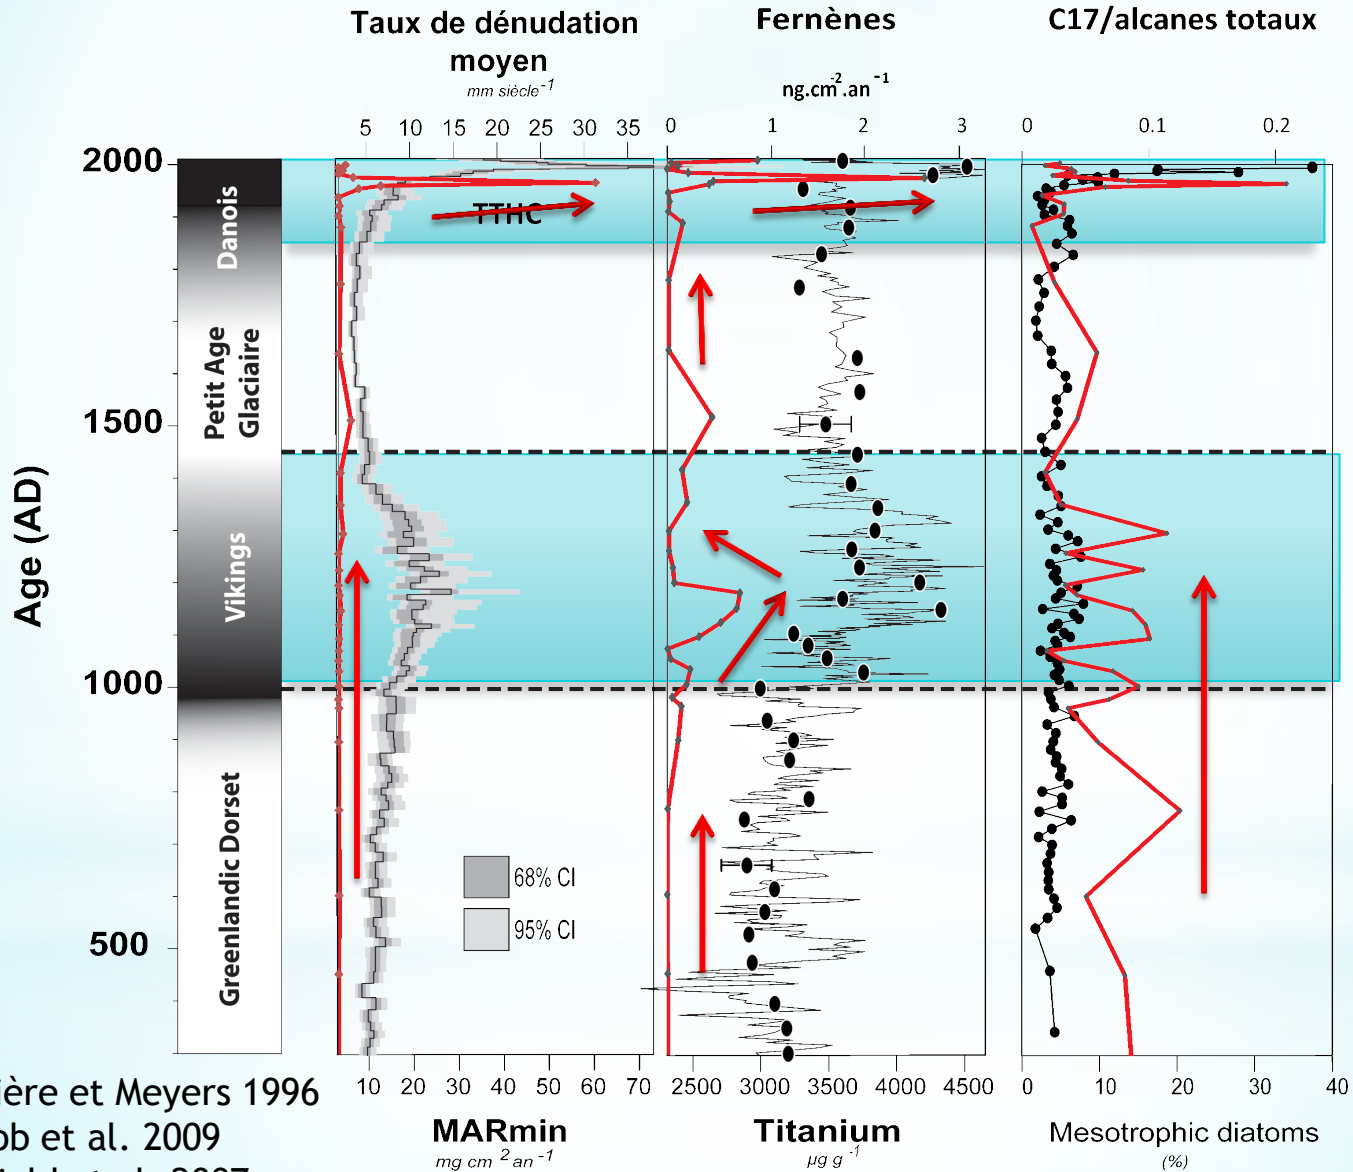 Taux de dénudation
moyen
mm siècle⁻¹
Fernènes
ng.cm⁻².an⁻¹
C17/alcanes totaux
5 10 15 20 25 30 35
0 1 2 3
0 0.1 0.2
2000
1500
1000
500
Age (AD)
Danois
Petit Age
Glaciaire
Vikings
Greenlandic Dorset
TTHC
68% CI
95% CI
10 20 30 40 50 60 70
2500 3000 3500 4000 4500
0 10 20 30 40
MARmin
mg cm⁻² an⁻¹
Titanium
µg g⁻¹
Mesotrophic diatoms
(%)
ière et Meyers 1996
bb et al. 2009